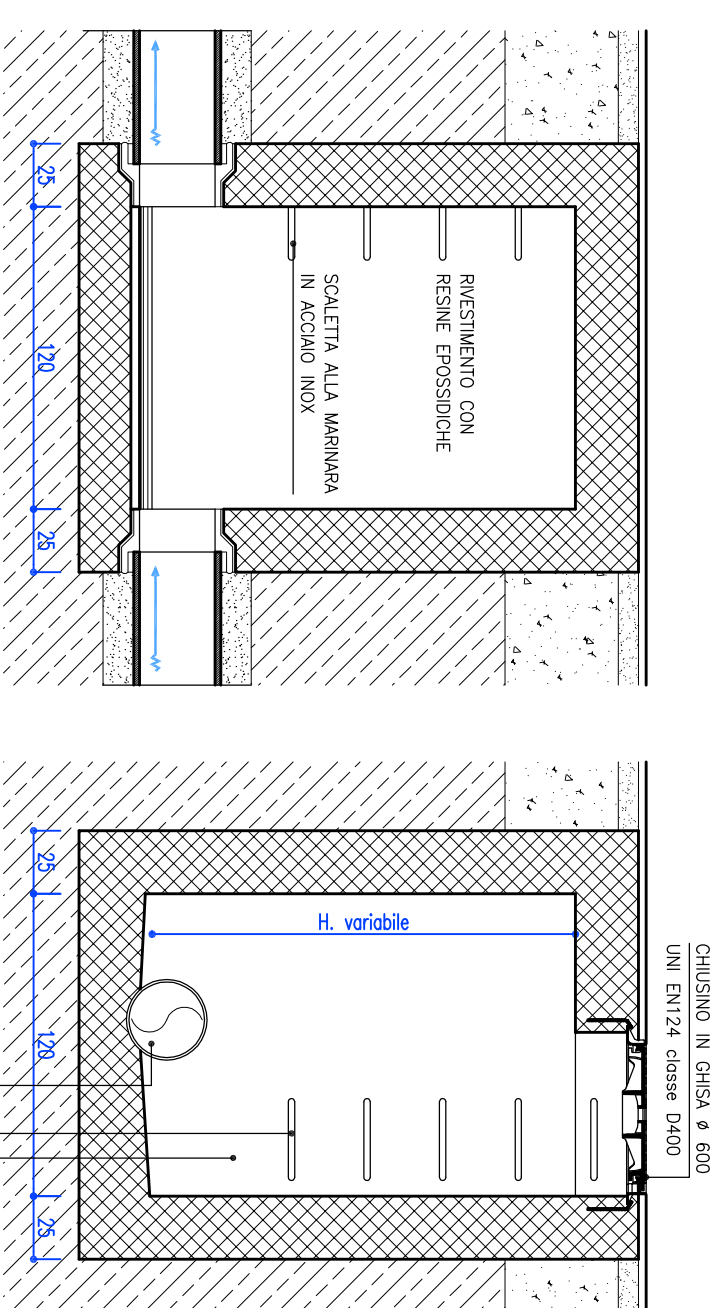 RIVESTIMENTO CON
RESINE EPOSSIDICHE
SCALETTA ALLA MARINARA
IN ACCIAIO INOX
25
120
25
CHIUSINO IN GHISA ø 600
UNI EN124 classe D400
H. variabile
25
120
25